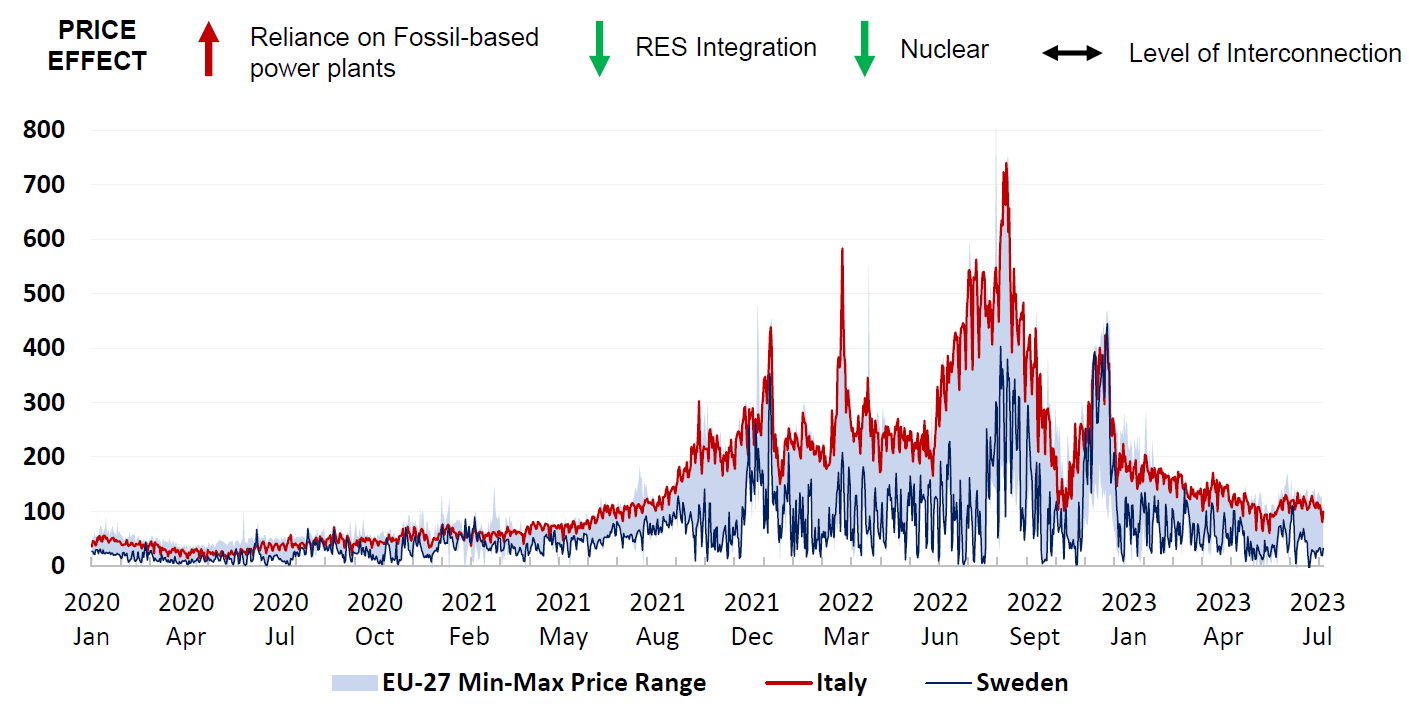 PRICE
EFFECT
Reliance on Fossil-based
power plants
RES Integration
Nuclear
Level of Interconnection
800
700
600
500
400
300
200
100
0
2020 2020 2020 2020 2021 2021 2021 2021 2022 2022 2022 2023 2023 2023
Jan Apr Jul Oct Feb May Aug Dec Mar Jun Sept Jan Apr Jul
EU-27 Min-Max Price Range Italy Sweden